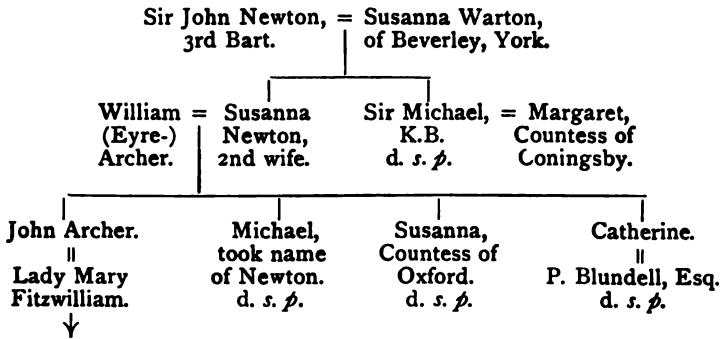 Sir John Newton, = Susanna Warton,
3rd Bart. of Beverley, York.
William = Susanna Sir Michael, = Margaret,
(Eyre-) Newton, K.B. Countess of
Archer. 2nd wife. d. s. p. Coningsby.
John Archer. Michael, Susanna, Catherine.
= took name Countess of =
Lady Mary of Newton. Oxford. P. Blundell, Esq.
Fitzwilliam. d. s. p. d. s. p. d. s. p.